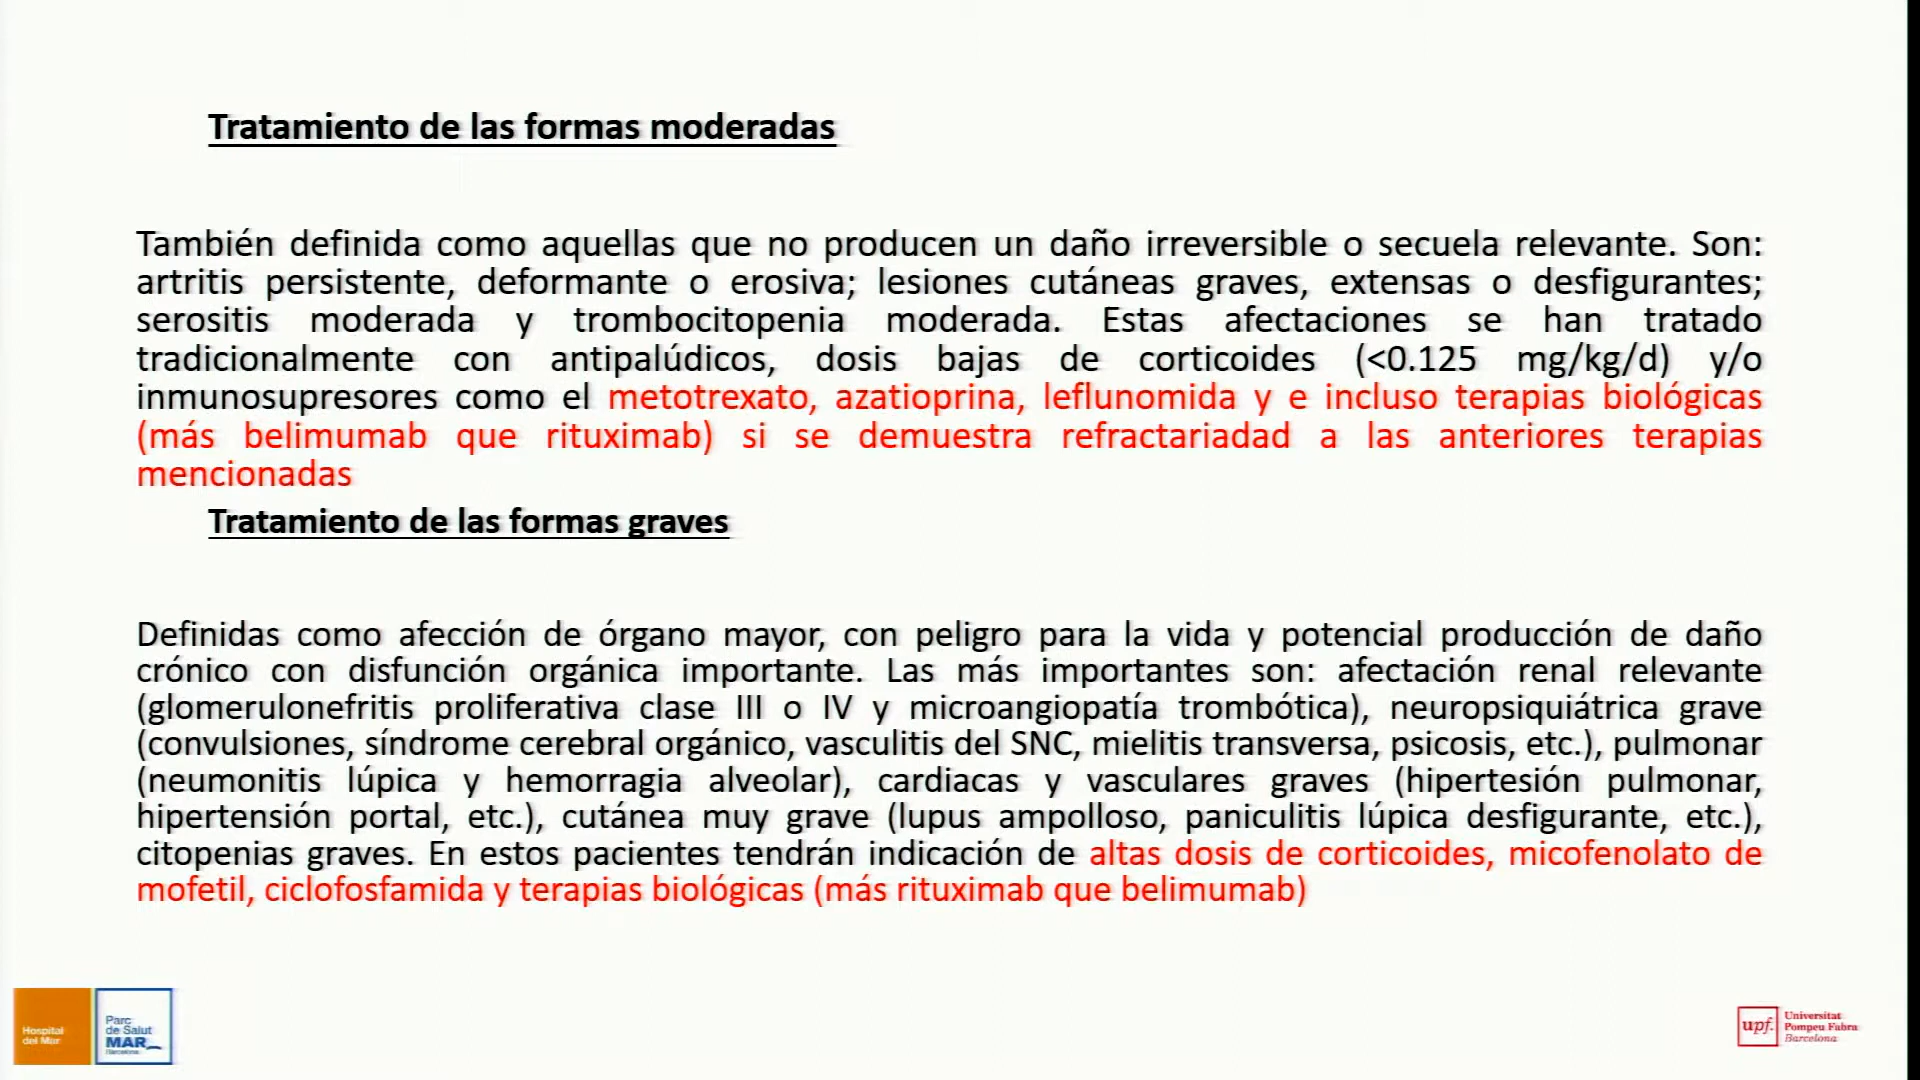 Tratamiento de las formas moderadas
También definida como aquellas que no producen un daño irreversible o secuela relevante. Son:
artritis persistente, deformante o erosiva; lesiones cutáneas graves, extensas o desfigurantes;
serositis moderada y trombocitopenia moderada. Estas afectaciones se han tratado
tradicionalmente con antipalúdicos, dosis bajas de corticoides (<0.125 mg/kg/d) y/o
inmunosupresores como el metotrexato, azatioprina, leflunomida y e incluso terapias biológicas
(más belimumab que rituximab) si se demuestra refractariadad a las anteriores terapias
mencionadas
Tratamiento de las formas graves
Definidas como afección de órgano mayor, con peligro para la vida y potencial producción de daño
crónico con disfunción orgánica importante. Las más importantes son: afectación renal relevante
(glomerulonefritis proliferativa clase III o IV y microangiopatía trombótica), neuropsiquiátrica grave
(convulsiones, síndrome cerebral orgánico, vasculitis del SNC, mielitis transversa, psicosis, etc.), pulmonar
(neumonitis lúpica y hemorragia alveolar), cardiacas y vasculares graves (hipertesión pulmonar,
hipertensión portal, etc.), cutánea muy grave (lupus ampolloso, paniculitis lúpica desfigurante, etc.),
citopenias graves. En estos pacientes tendrán indicación de altas dosis de corticoides, micofenolato de
mofetil, ciclofosfamida y terapias biológicas (más rituximab que belimumab)
Hospital
del Mar
Parc
de Salut
MAR
Barcelona
upf.
Universitat
Pompeu Fabra
Barcelona